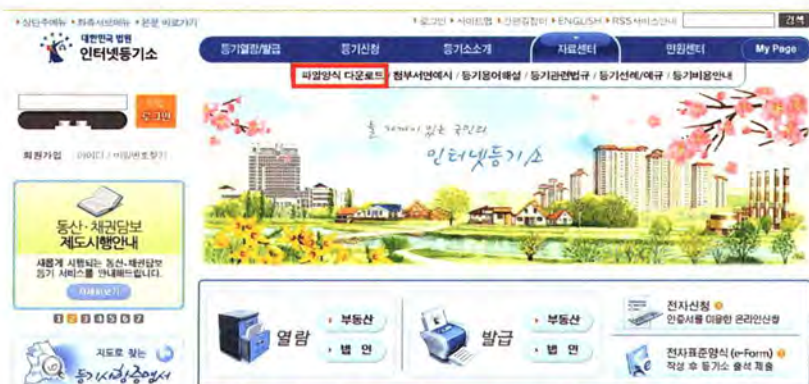 상단주메뉴 좌측서브메뉴 본문 바로가기
로그인 사이트맵 ENGLISH RSS서비스안내
검색
대한민국 법원
인터넷등기소
등기열람/발급 등기신청 등기소소개 자료센터 민원센터 My Page
파일양식 다운로드 / 첨부서면예시 / 등기용어해설 / 등기관련법규 / 등기선례/예규 / 등기비용안내
로그인
회원가입 아이디 / 비밀번호찾기
늘 가까이 있는 국민의
인터넷등기소
동산·채권담보
제도시행안내
새롭게 시행되는 동산·채권담보
등기 서비스를 안내해드립니다.
자세히보기
1 2 3 4 5 6 7
지도로 찾는
등기사항증명서
열람
부동산
법 인
발급
부동산
법 인
전자신청
인증서를 이용한 온라인신청
전자표준양식 (e-Form)
작성 후 등기소 출석 제출